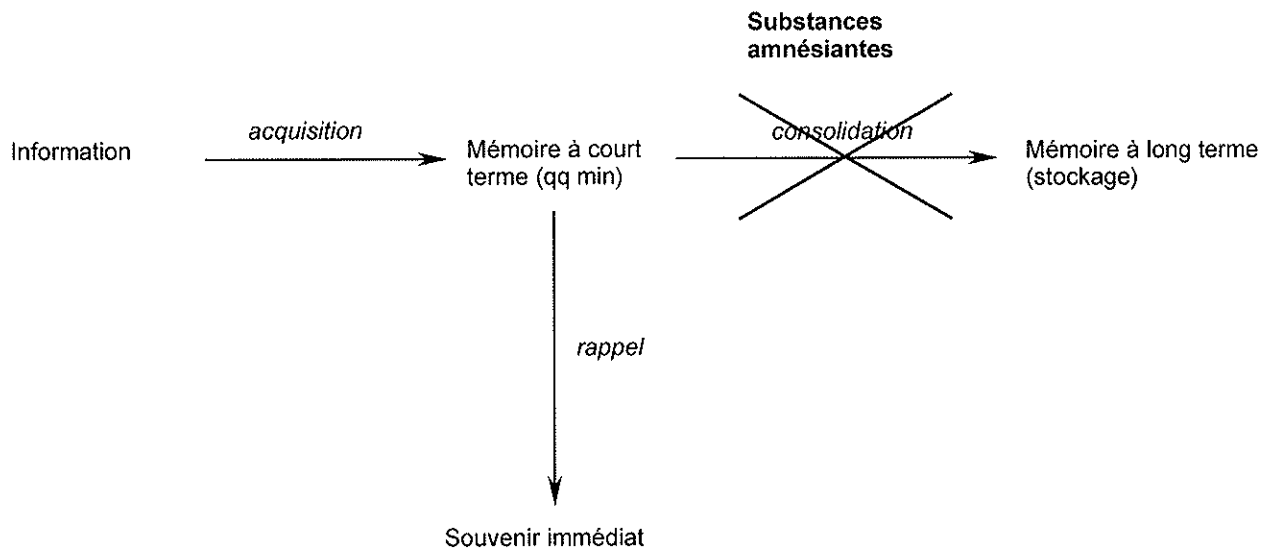 Substances
amnésiantes
Information
acquisition
Mémoire à court
terme (qq min)
consolidation
Mémoire à long terme
(stockage)
rappel
Souvenir immédiat